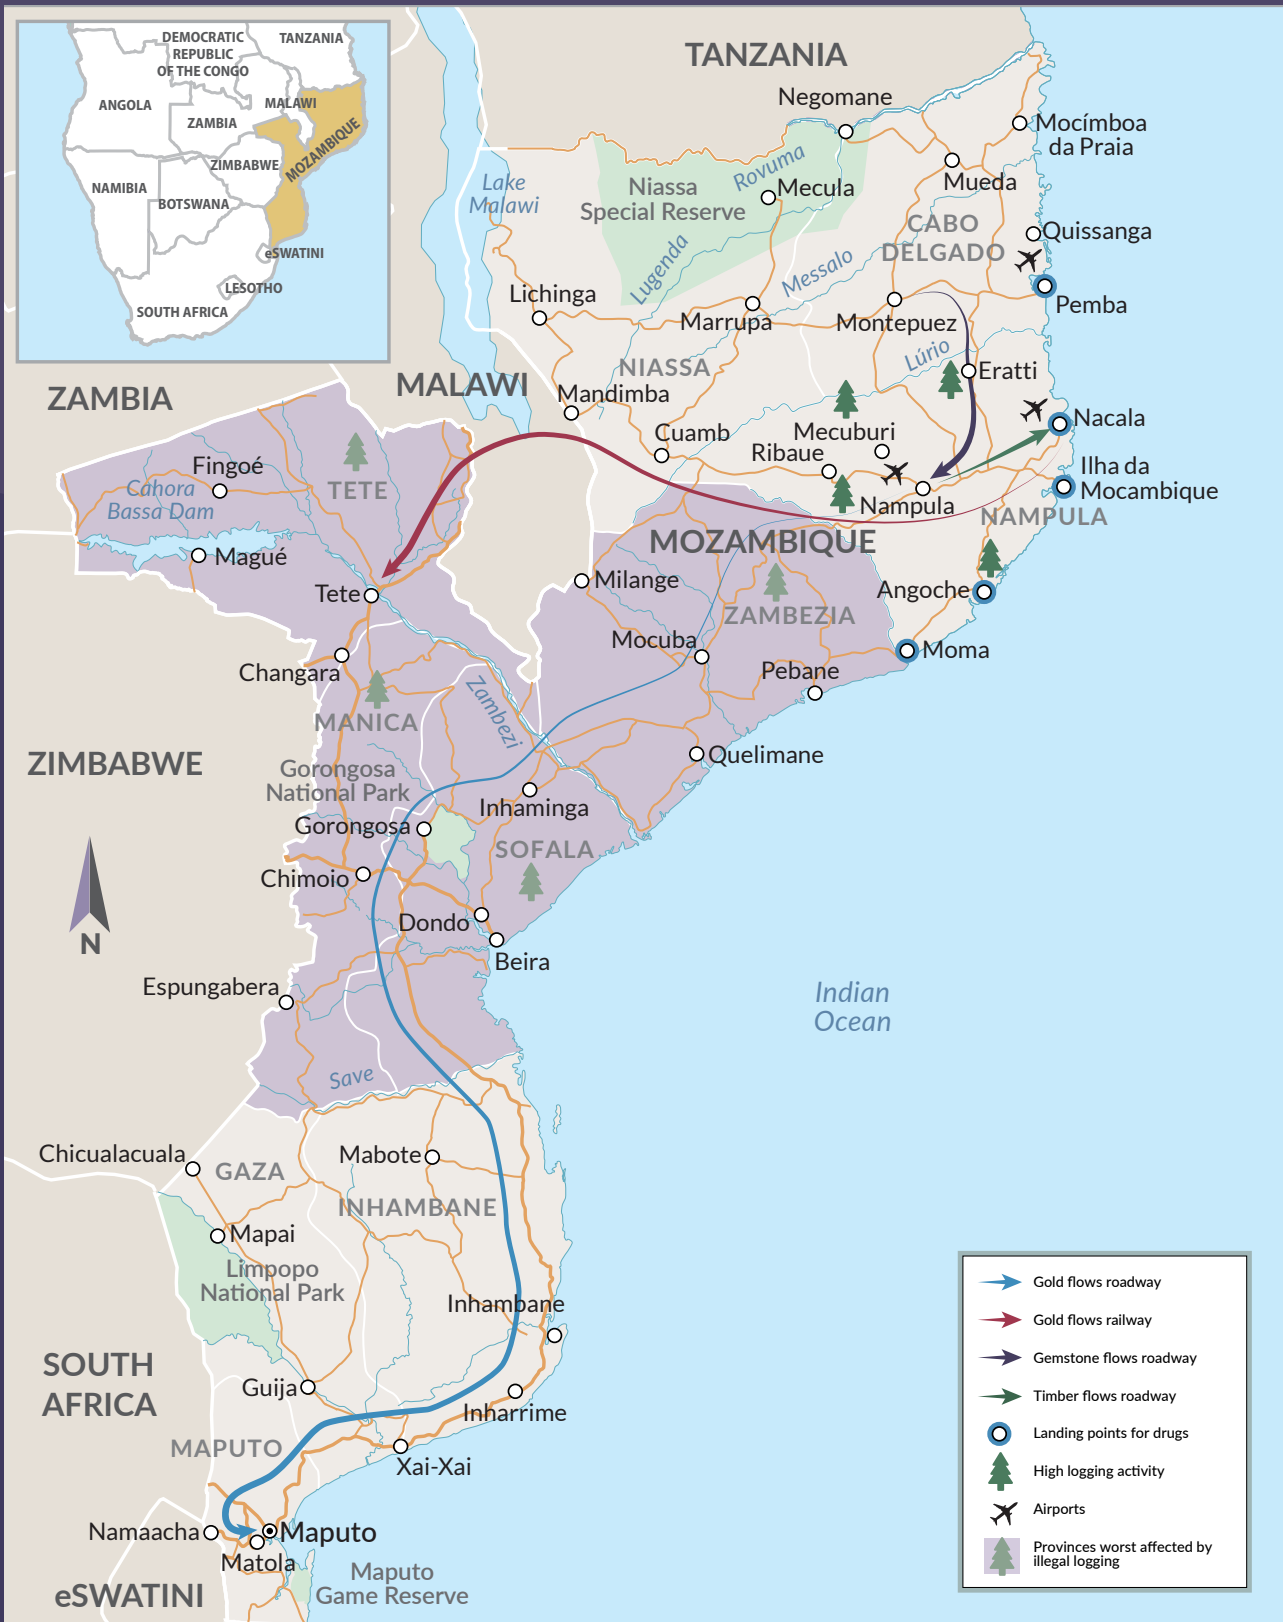 DEMOCRATIC
REPUBLIC
OF THE CONGO
TANZANIA
ANGOLA
MALAWI
ZAMBIA
MOZAMBIQUE
ZIMBABWE
NAMIBIA
BOTSWANA
eSWATINI
LESOTHO
SOUTH AFRICA
TANZANIA
Negomane
Mocímboa
da Praia
Rovuma
Mueda
Lake
Malawi
Niassa
Special Reserve
Mecula
CABO
DELGADO
Quissanga
Lugenda
Messalo
Lichinga
Pemba
Marrupa
Montepuez
Lúrio
NIASSA
Eratti
ZAMBIA
MALAWI
Mandimba
Nacala
Cuamb
Mecuburi
Ribaue
Fingoé
Ilha da
Mocambique
Cahora
Bassa Dam
TETE
Nampula
NAMPULA
MOZAMBIQUE
Magué
Milange
Angoche
Tete
ZAMBEZIA
Mocuba
Moma
Changara
Pebane
Zambezi
MANICA
Quelimane
ZIMBABWE
Gorongosa
National Park
Inhaminga
Gorongosa
SOFALA
Chimoio
Dondo
N
Beira
Espungabera
Indian
Ocean
Save
Chicualacuala
Mabote
GAZA
INHAMBANE
Mapai
Limpopo
National Park
Inhambane
SOUTH
AFRICA
Guija
Inharrime
MAPUTO
Xai-Xai
Namaacha
Maputo
Matola
Maputo
Game Reserve
eSWATINI
Gold flows roadway
Gold flows railway
Gemstone flows roadway
Timber flows roadway
Landing points for drugs
High logging activity
Airports
Provinces worst affected by
illegal logging